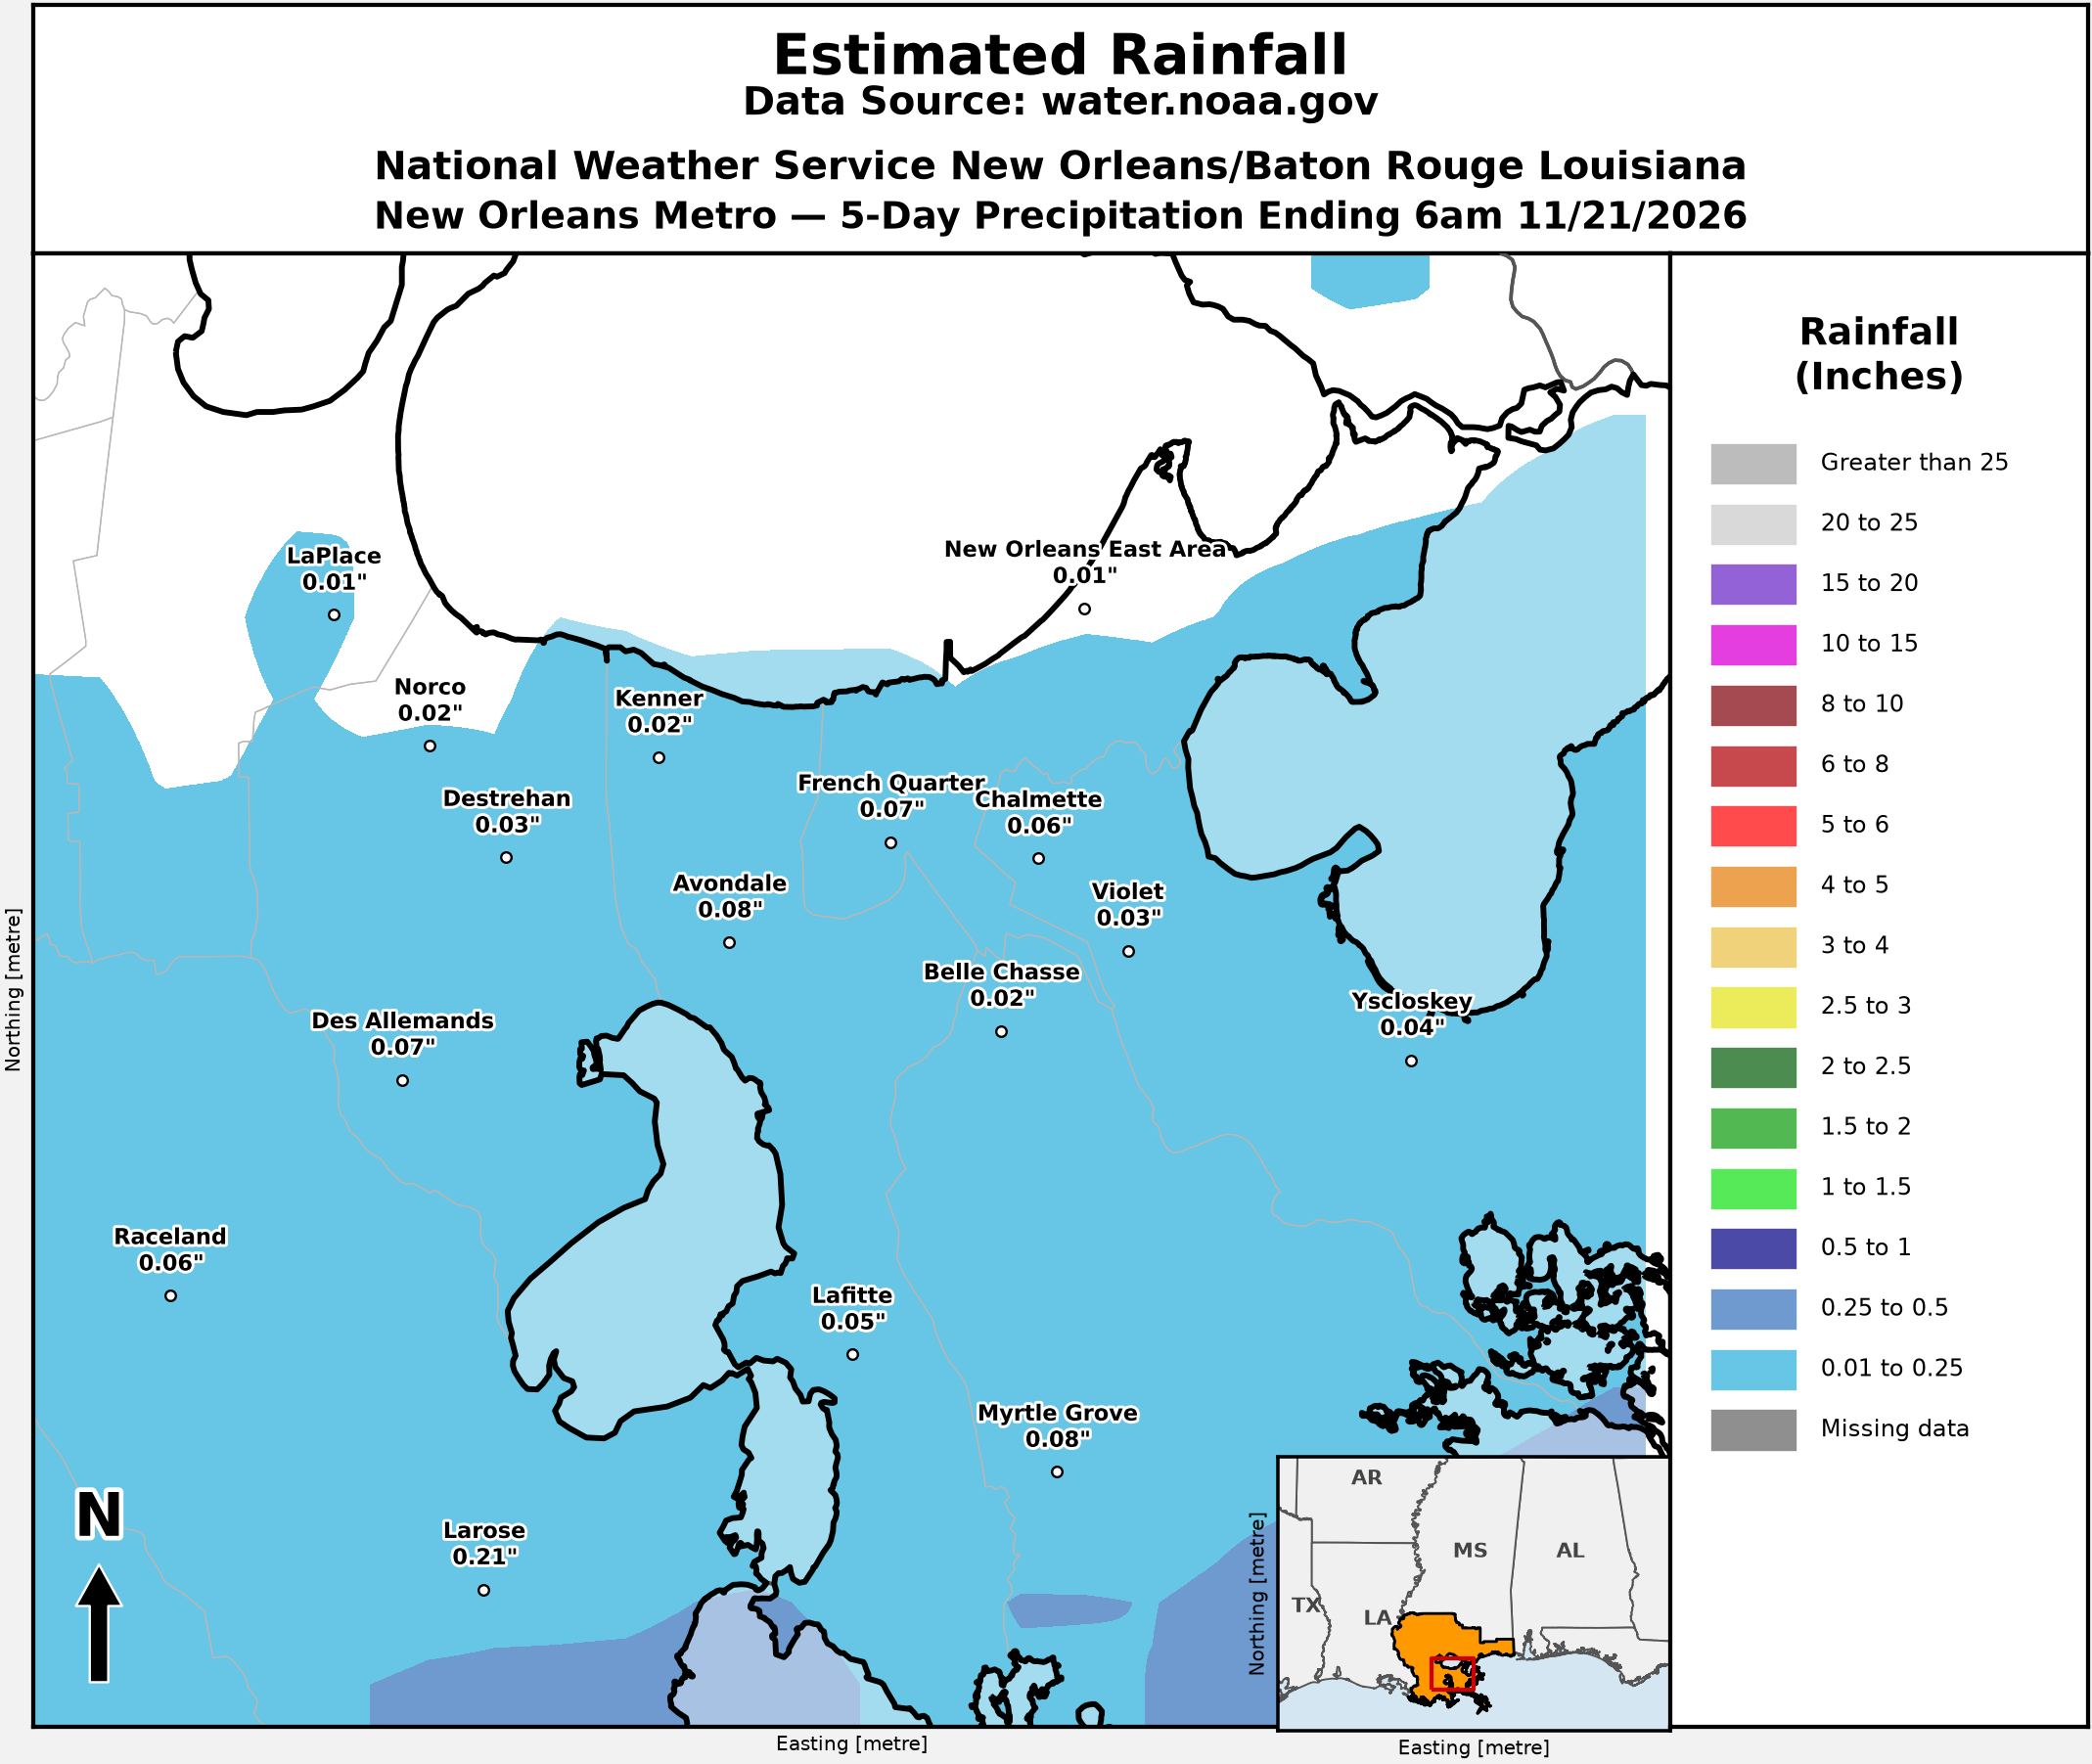 Estimated Rainfall
Data Source: water.noaa.gov
National Weather Service New Orleans/Baton Rouge Louisiana
New Orleans Metro — 5-Day Precipitation Ending 6am 11/21/2026
LaPlace
0.01"
New Orleans East Area
0.01"
Norco
0.02"
Kenner
0.02"
Destrehan
0.03"
French Quarter
0.07"
Chalmette
0.06"
Avondale
0.08"
Violet
0.03"
Belle Chasse
0.02"
Yscloskey
0.04"
Des Allemands
0.07"
Raceland
0.06"
Lafitte
0.05"
Myrtle Grove
0.08"
Larose
0.21"
N
Northing [metre]
Easting [metre]
AR
MS
AL
TX
LA
Northing [metre]
Easting [metre]
Rainfall
(Inches)
Greater than 25
20 to 25
15 to 20
10 to 15
8 to 10
6 to 8
5 to 6
4 to 5
3 to 4
2.5 to 3
2 to 2.5
1.5 to 2
1 to 1.5
0.5 to 1
0.25 to 0.5
0.01 to 0.25
Missing data